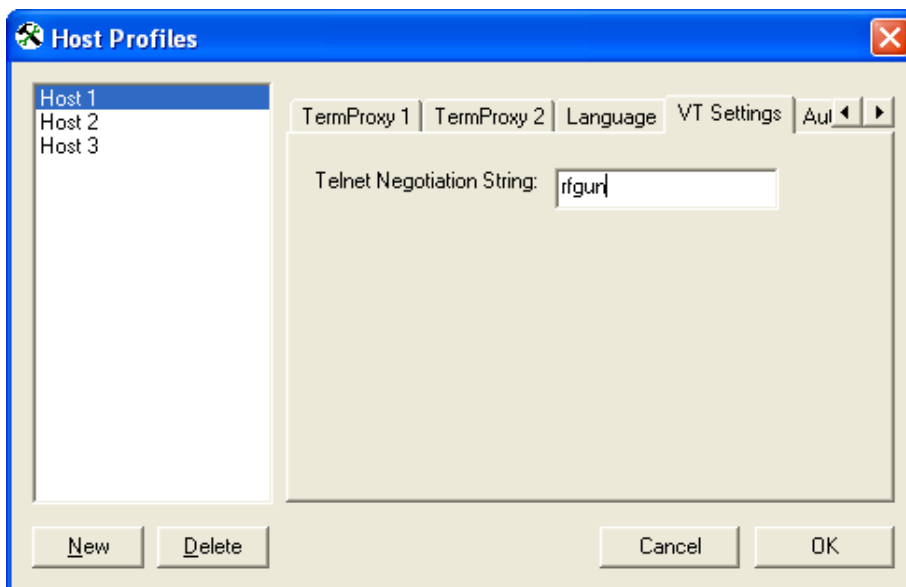 Host Profiles
Host 1
Host 2
Host 3
TermProxy 1 TermProxy 2 Language VT Settings
Telnet Negotiation String: rfgun
New Delete Cancel OK